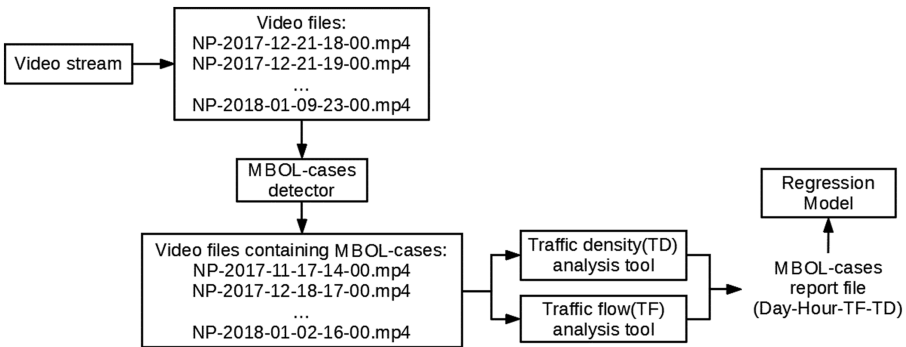 Video stream
Video files:
NP-2017-12-21-18-00.mp4
NP-2017-12-21-19-00.mp4
...
NP-2018-01-09-23-00.mp4
MBOL-cases
detector
Video files containing MBOL-cases:
NP-2017-11-17-14-00.mp4
NP-2017-12-18-17-00.mp4
...
NP-2018-01-02-16-00.mp4
Traffic density(TD)
analysis tool
Traffic flow(TF)
analysis tool
Regression
Model
MBOL-cases
report file
(Day-Hour-TF-TD)